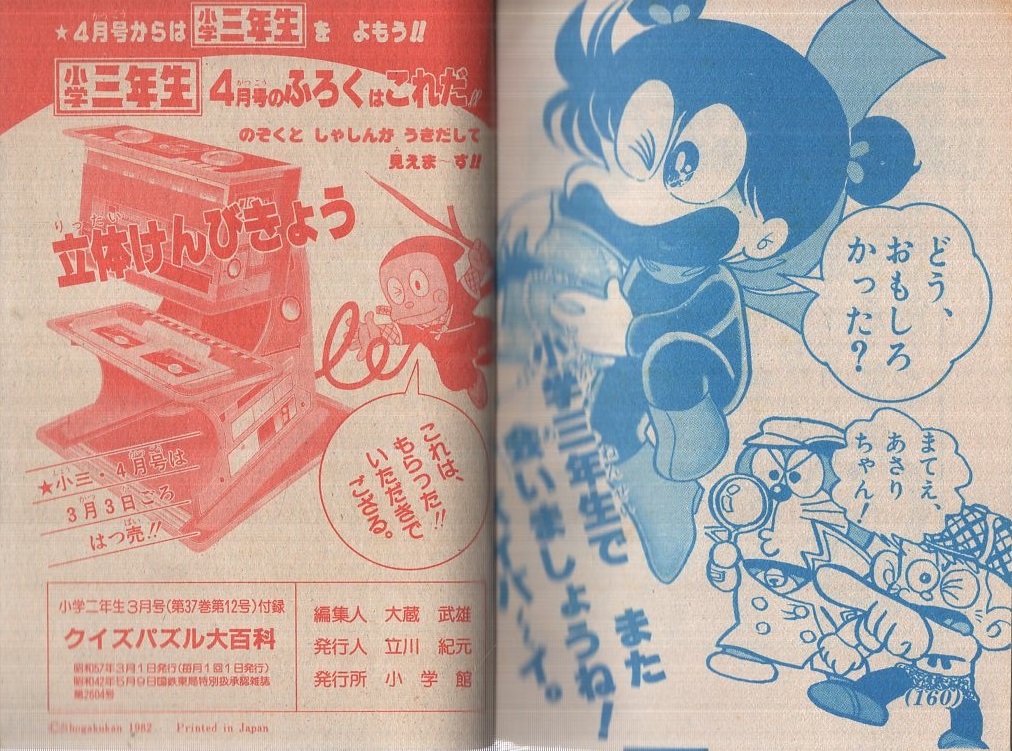 ★4月号からは 小学三年生 を よもう!!
小学三年生 4月号のふろくはこれだ!!
のぞくと しゃしんが うきだして
見えま〜す!!
立体けんびきよう
これは、
もらった!!
いただきで
ござる。
★小三・4月号は
3月3日ごろ
はつ売!!
小学二年生3月号(第37巻第12号)付録
クイズパズル大百科
昭和57年3月1日発行(毎月1回1日発行)
昭和42年5月9日国鉄東局特別扱承認雑誌
第2604号
編集人 大蔵 武雄
発行人 立川 紀元
発行所 小学館
©Shogakukan 1982 Printed in Japan
どう、
おもしろ
かった?
まてえ、
あさり
ちゃん!
また
小学三年生で
会いましょうね!
バイバ〜イ。
(160)